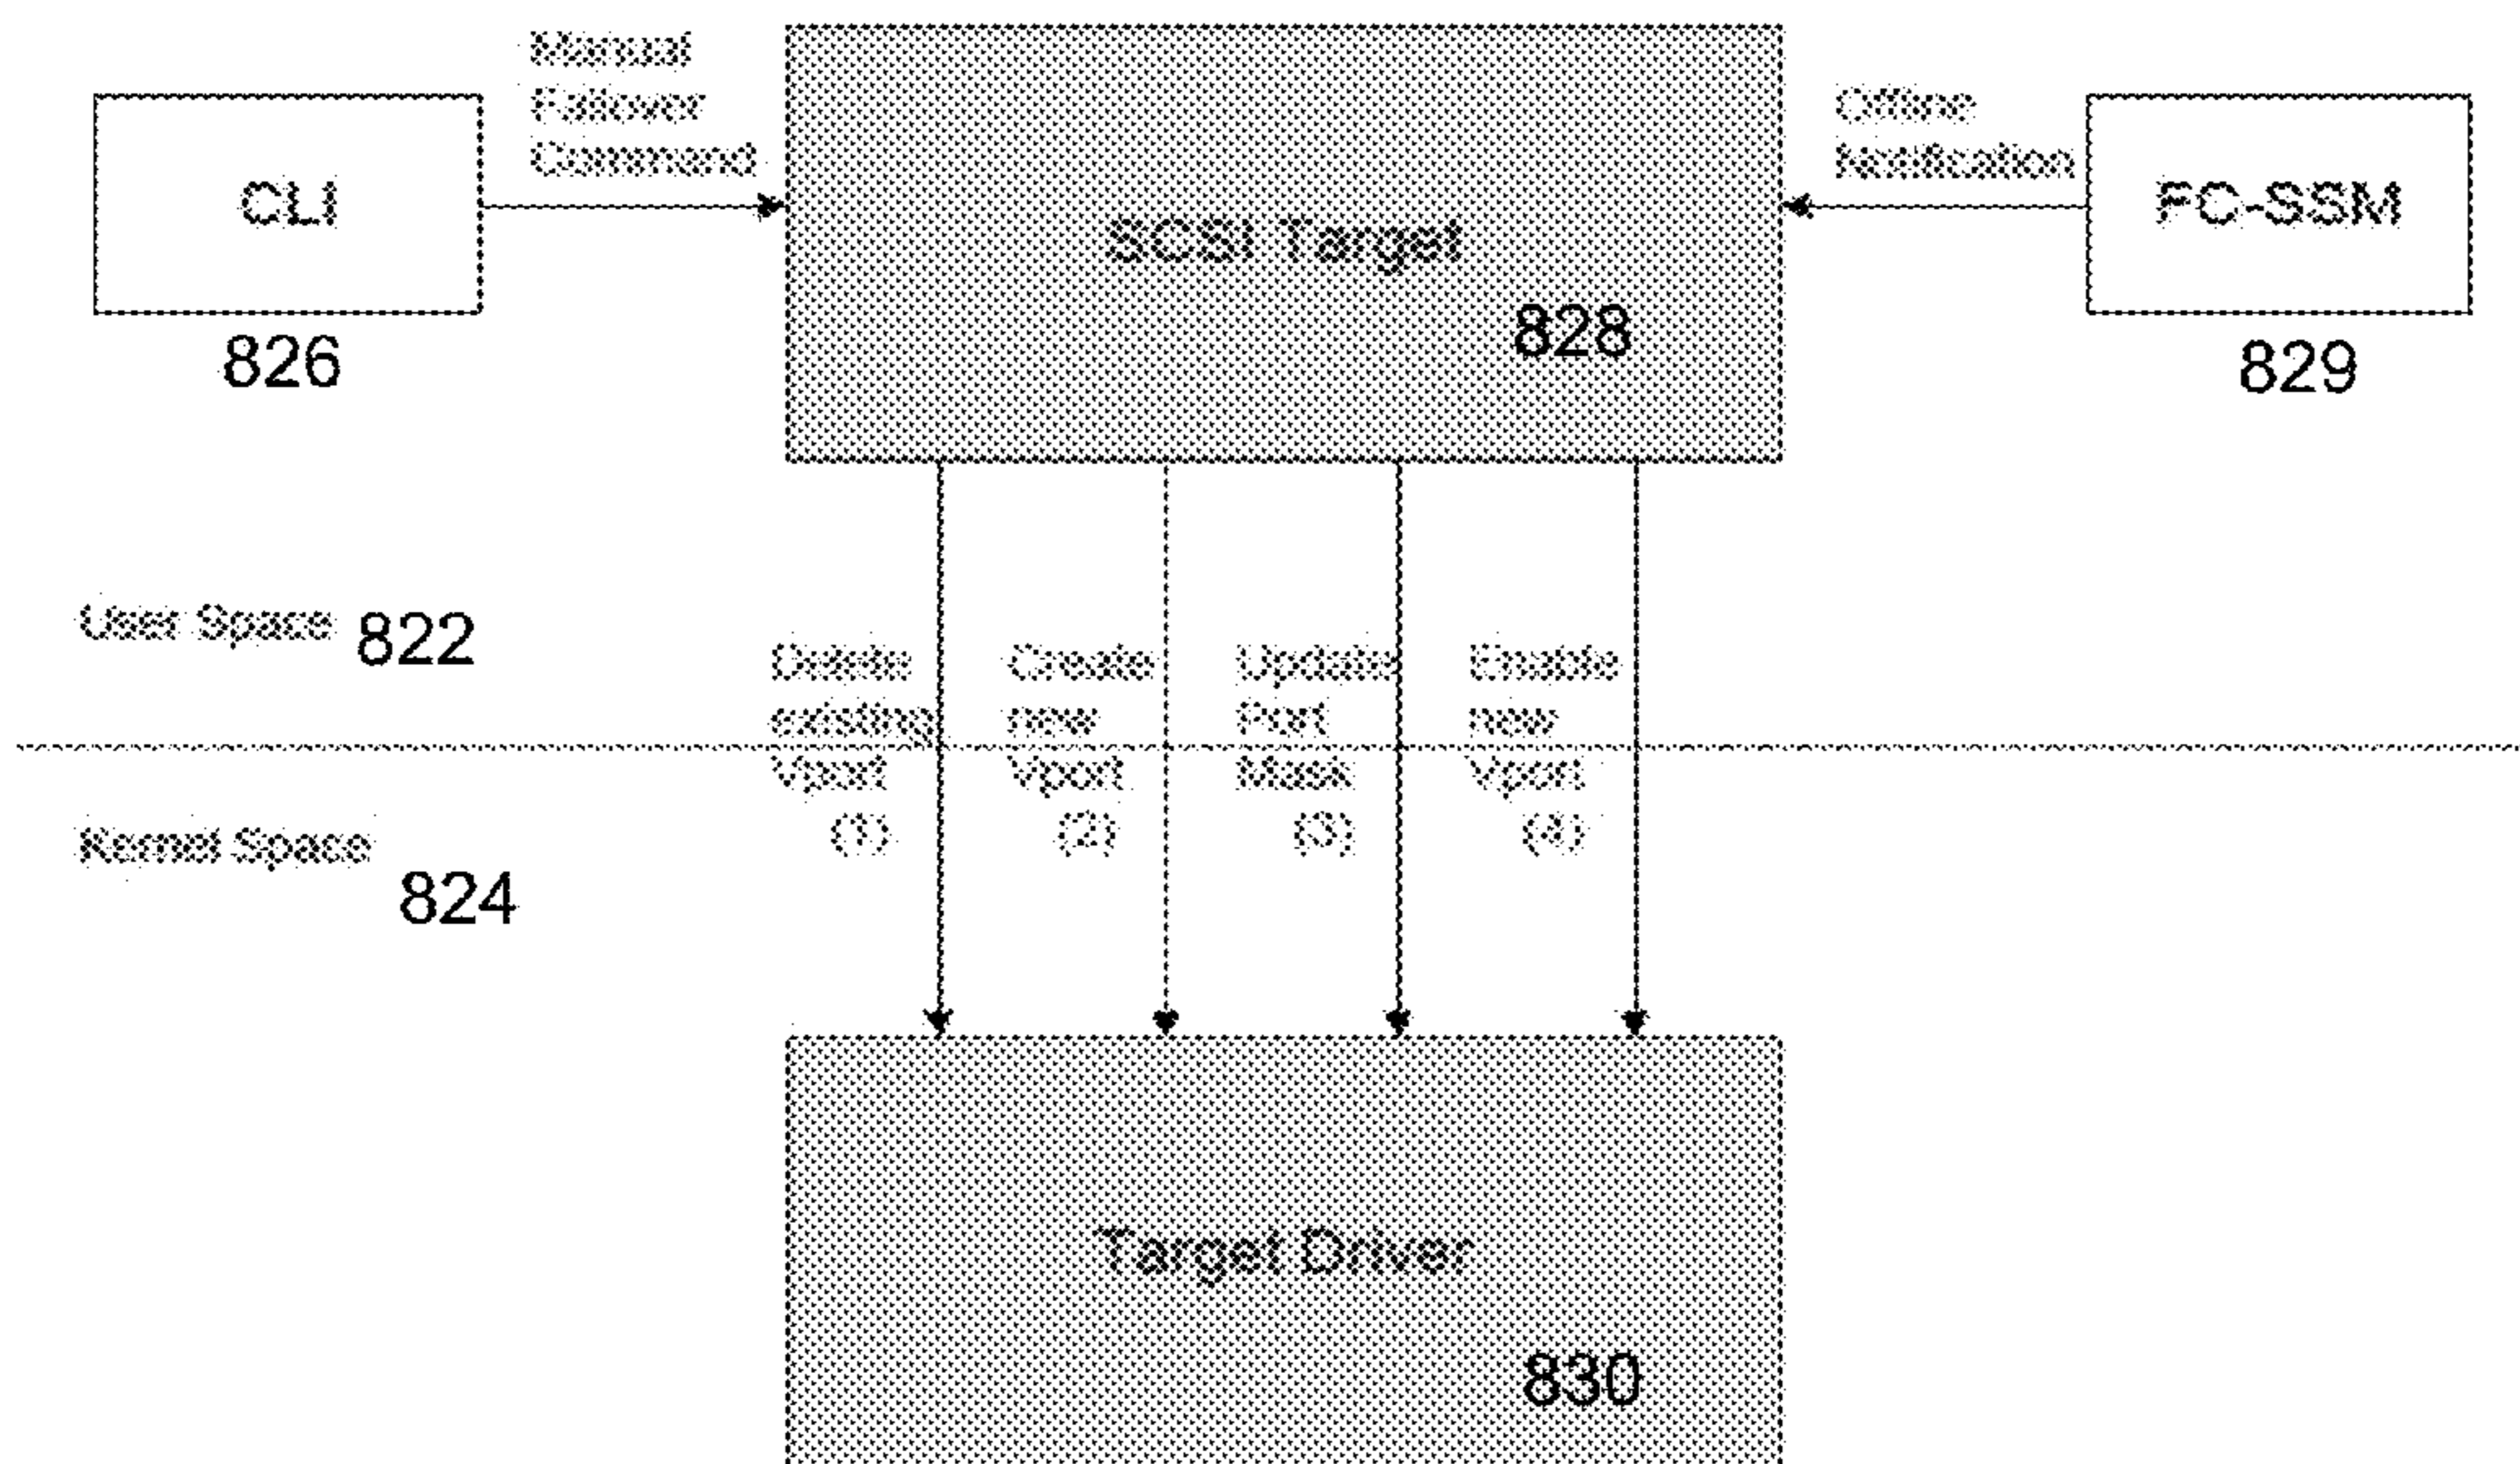 Manual
Failover
Command
CLI
826
SCSI Target
828
Offline
Notification
FC-SSM
829
User Space 822
Delete
existing
Vport
(1)
Create
new
Vport
(2)
Update
Port
Mask
(3)
Enable
new
Vport
(4)
Kernel Space
824
Target Driver
830